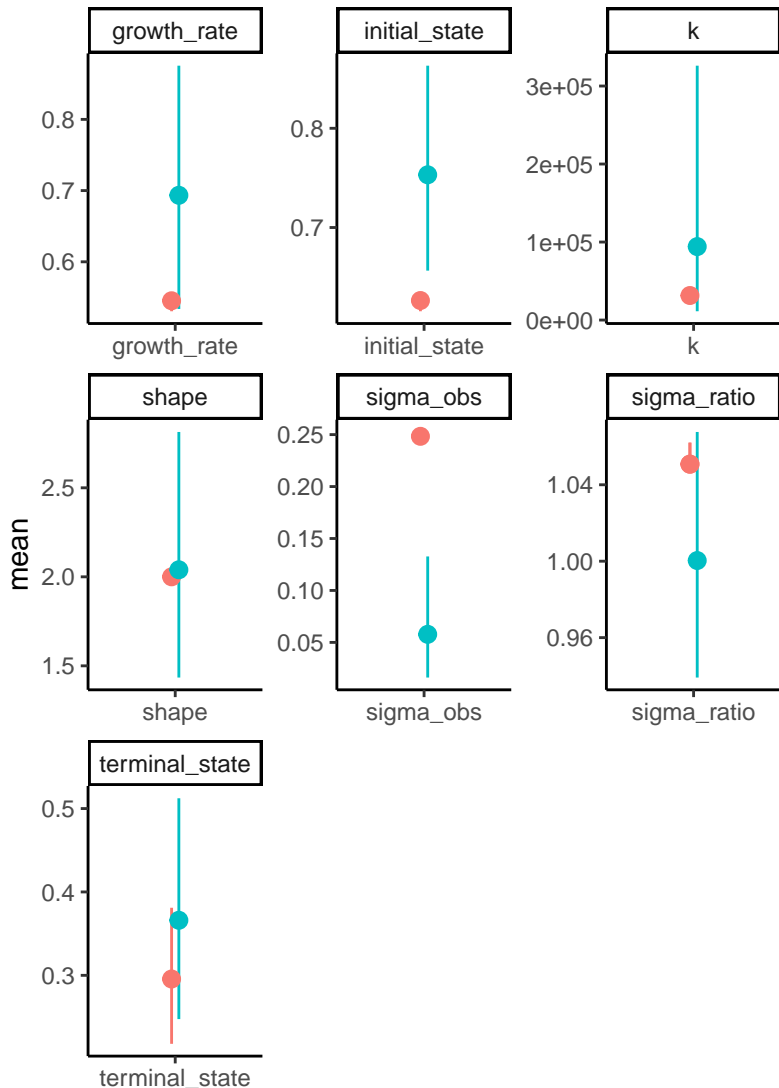 growth_rate
initial_state
k
0.8
0.7
0.6
growth_rate
0.8
0.7
initial_state
3e+05
2e+05
1e+05
0e+00
k
mean
shape
sigma_obs
sigma_ratio
2.5
2.0
1.5
shape
0.25
0.20
0.15
0.10
0.05
sigma_obs
1.04
1.00
0.96
sigma_ratio
terminal_state
0.5
0.4
0.3
terminal_state